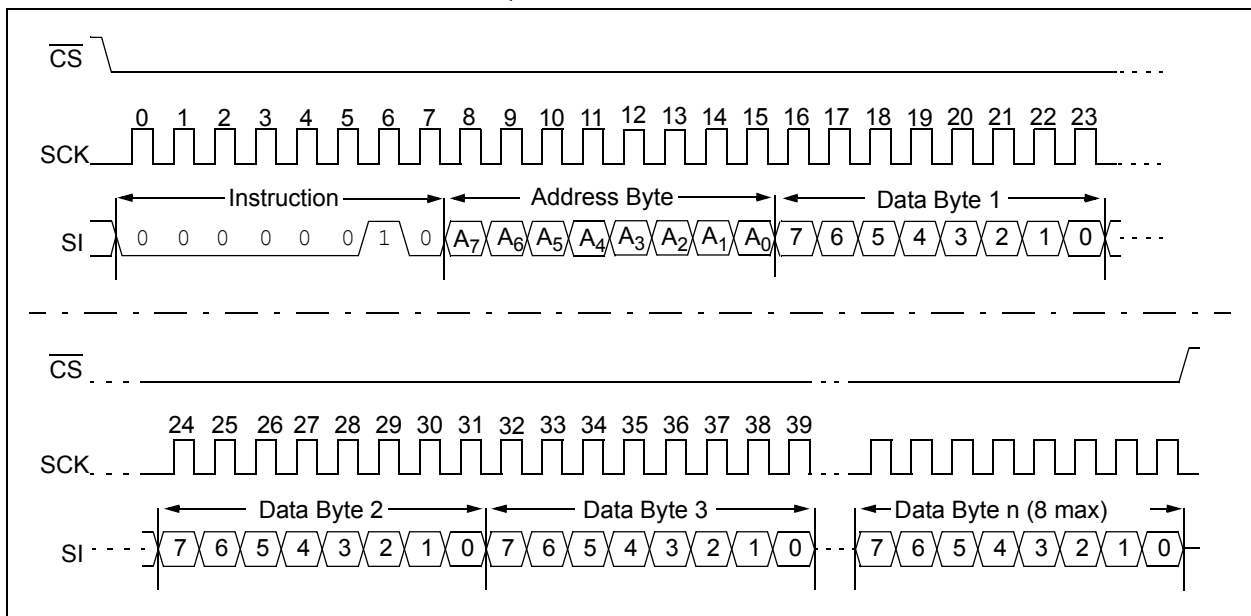 CS
0 1 2 3 4 5 6 7 8 9 10 11 12 13 14 15 16 17 18 19 20 21 22 23
SCK
Instruction Address Byte Data Byte 1
SI 0 0 0 0 0 0 1 0 A7 A6 A5 A4 A3 A2 A1 A0 7 6 5 4 3 2 1 0
CS
24 25 26 27 28 29 30 31 32 33 34 35 36 37 38 39
SCK
Data Byte 2 Data Byte 3 Data Byte n (8 max)
SI 7 6 5 4 3 2 1 0 7 6 5 4 3 2 1 0 7 6 5 4 3 2 1 0